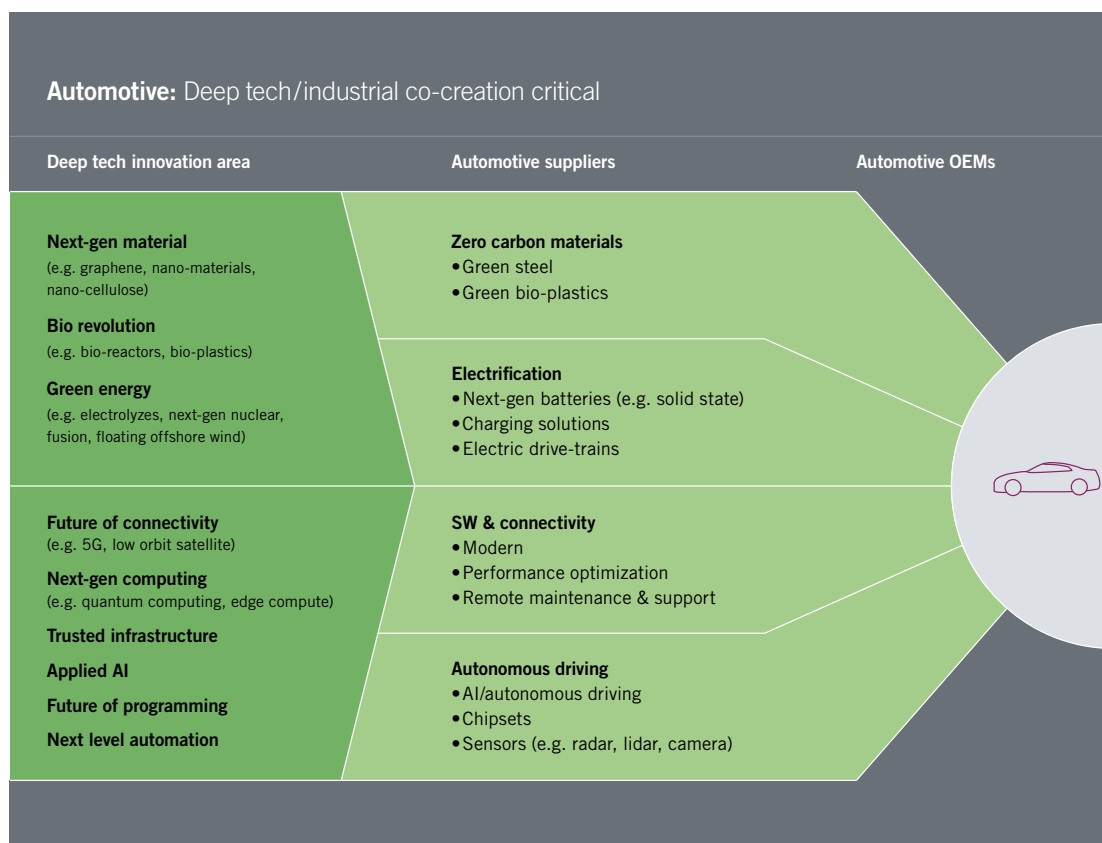 Automotive: Deep tech/industrial co-creation critical
Deep tech innovation area
Automotive suppliers
Automotive OEMs
Next-gen material
(e.g. graphene, nano-materials,
nano-cellulose)
Bio revolution
(e.g. bio-reactors, bio-plastics)
Green energy
(e.g. electrolyzes, next-gen nuclear,
fusion, floating offshore wind)
Future of connectivity
(e.g. 5G, low orbit satellite)
Next-gen computing
(e.g. quantum computing, edge compute)
Trusted infrastructure
Applied AI
Future of programming
Next level automation
Zero carbon materials
•Green steel
•Green bio-plastics
Electrification
•Next-gen batteries (e.g. solid state)
•Charging solutions
•Electric drive-trains
SW & connectivity
•Modern
•Performance optimization
•Remote maintenance & support
Autonomous driving
•AI/autonomous driving
•Chipsets
•Sensors (e.g. radar, lidar, camera)